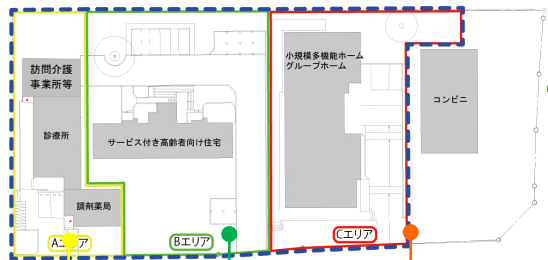 訪問介護
事業所等
診療所
調剤薬局
Aエリア
サービス付き高齢者向け住宅
Bエリア
小規模多機能ホーム
グループホーム
Cエリア
コンビニ